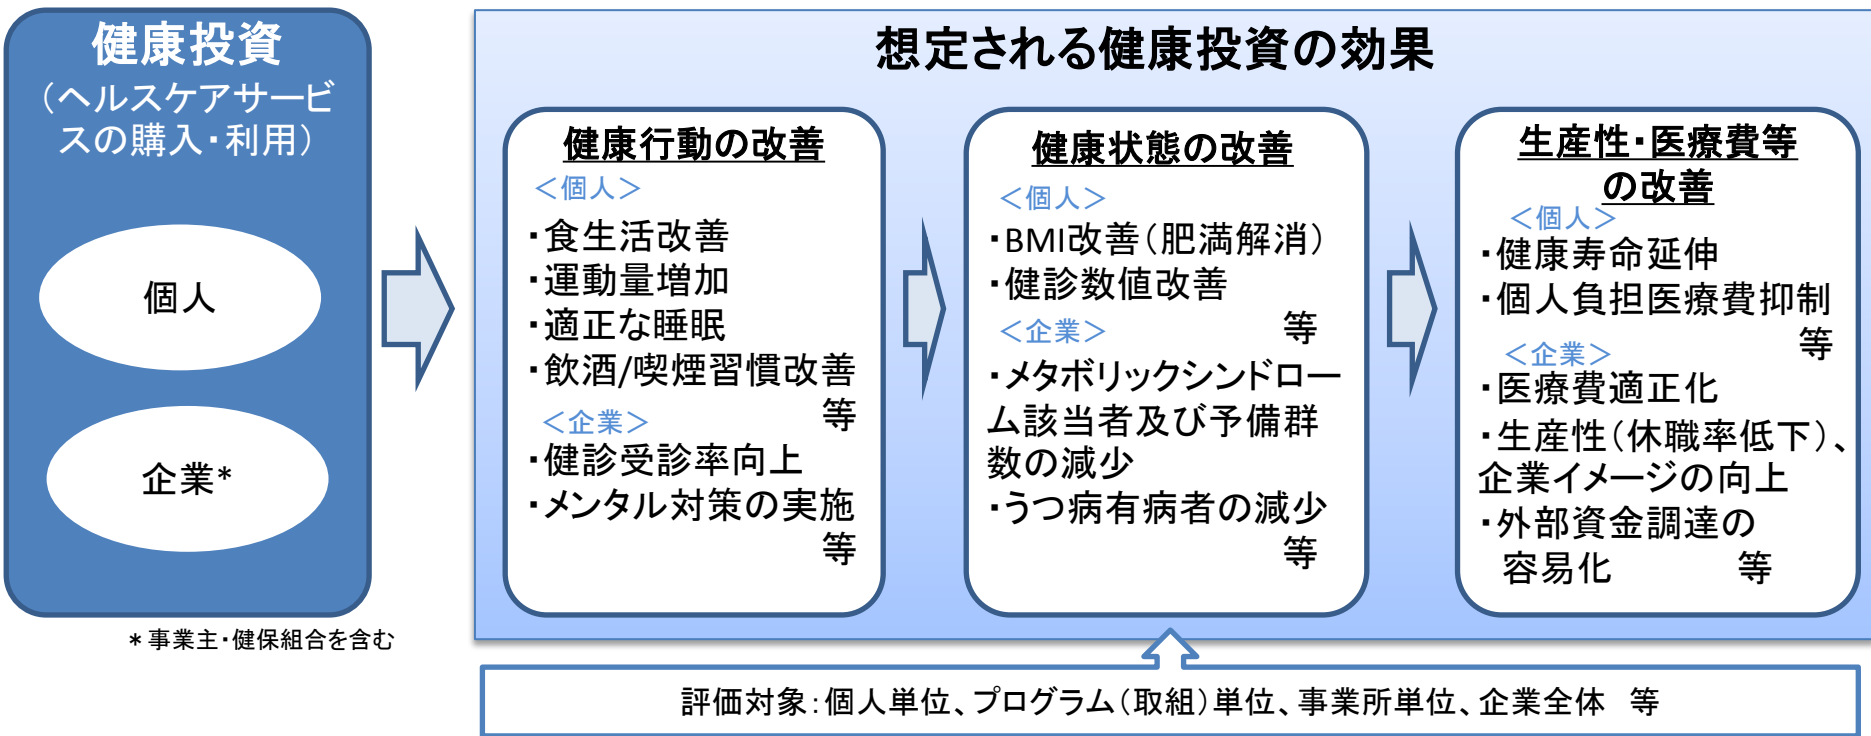 健康投資
（ヘルスケアサービ
スの購入・利用）
個人
企業*
*事業主・健保組合を含む
想定される健康投資の効果
健康行動の改善
＜個人＞
・食生活改善
・運動量増加
・適正な睡眠
・飲酒/喫煙習慣改善
等
＜企業＞
・健診受診率向上
・メンタル対策の実施
等
健康状態の改善
＜個人＞
・BMI改善（肥満解消）
・健診数値改善
等
＜企業＞
・メタボリックシンドロー
ム該当者及び予備群
数の減少
・うつ病有病者の減少
等
生産性・医療費等
の改善
＜個人＞
・健康寿命延伸
・個人負担医療費抑制
等
＜企業＞
・医療費適正化
・生産性（休職率低下）、
企業イメージの向上
・外部資金調達の
容易化　等
評価対象：個人単位、プログラム（取組）単位、事業所単位、企業全体　等